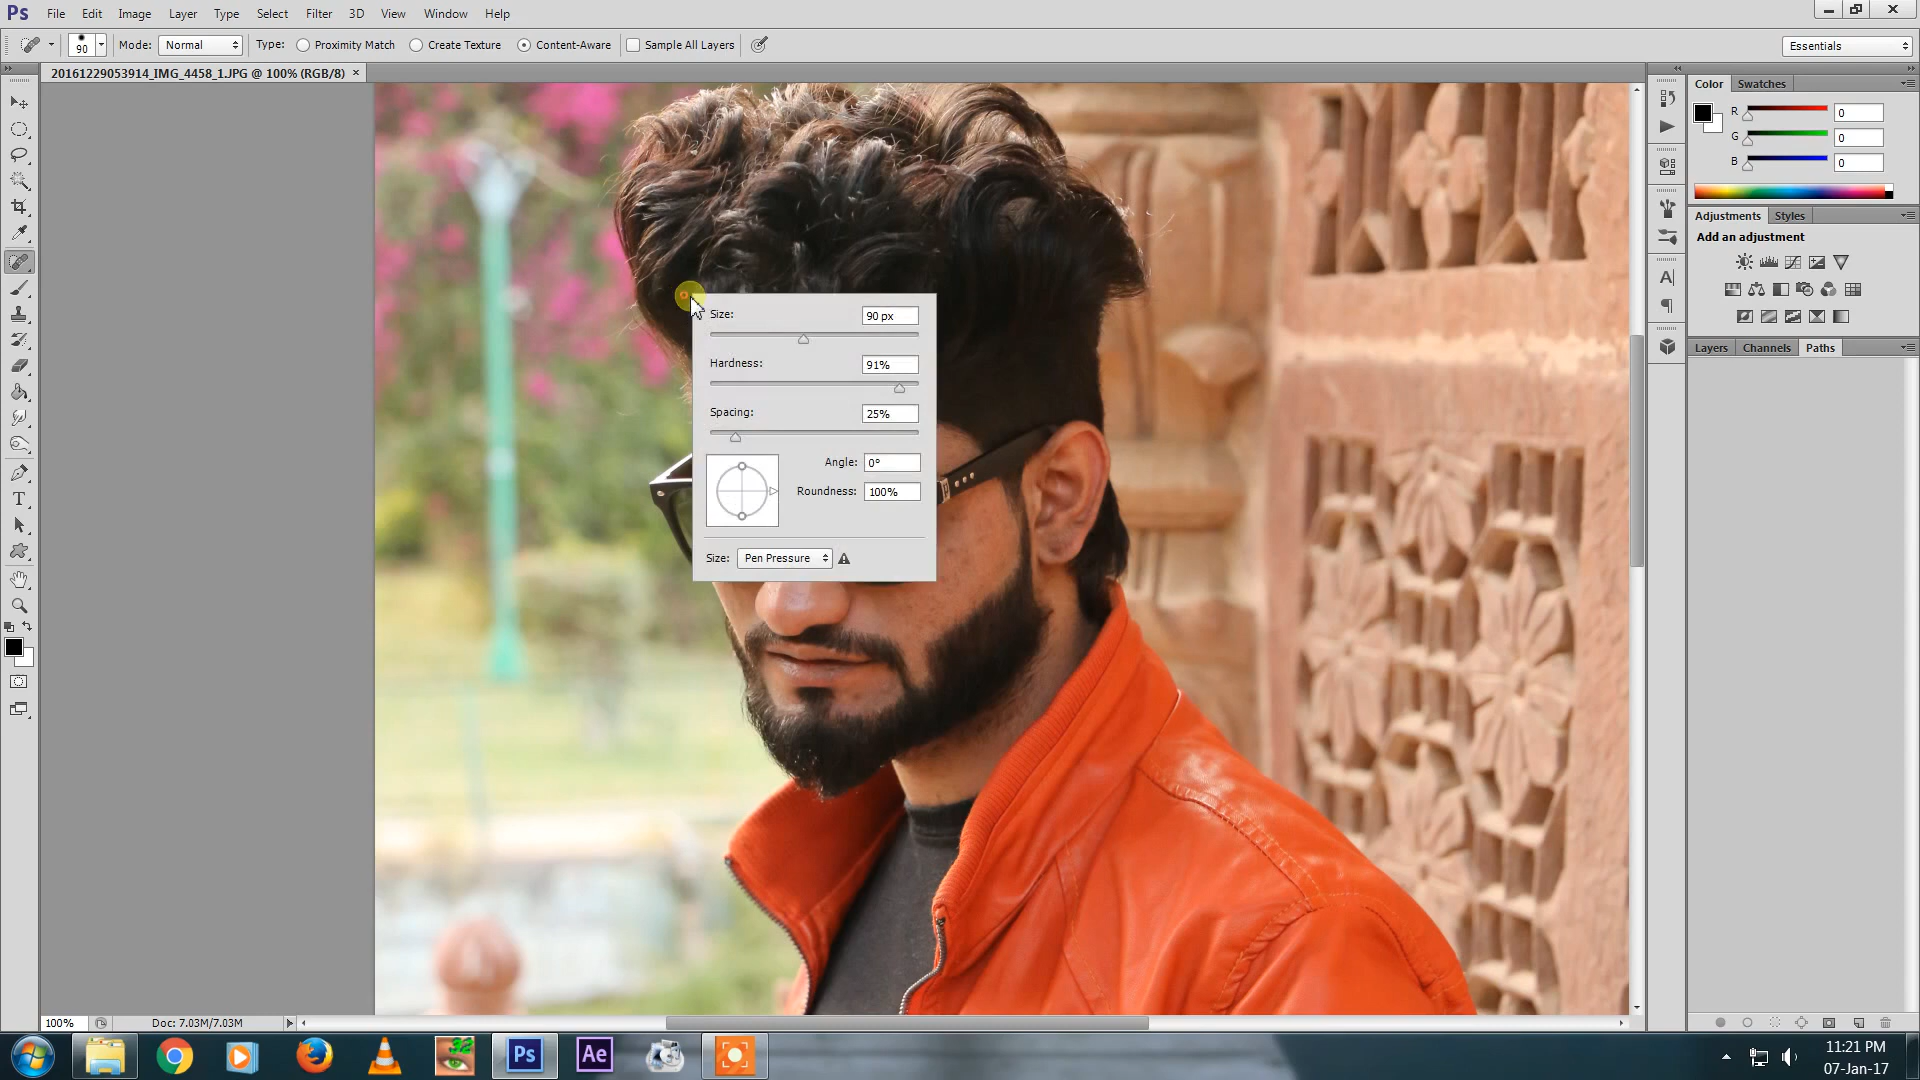 Ps File Edit Image Layer Type Select Filter 3D View Window Help
90 Mode: Normal Type: Proximity Match Create Texture Content-Aware Sample All Layers Essentials
20161229053914_IMG_4458_1.JPG @ 100% (RGB/8) ×
Color Swatches
R 0
G 0
B 0
Adjustments Styles
Add an adjustment
Layers Channels Paths
Size: 90 px
Hardness: 91%
Spacing: 25%
Angle: 0°
Roundness: 100%
Size: Pen Pressure
100% Doc: 7.03M/7.03M
32 Ps Ae
11:21 PM
07-Jan-17